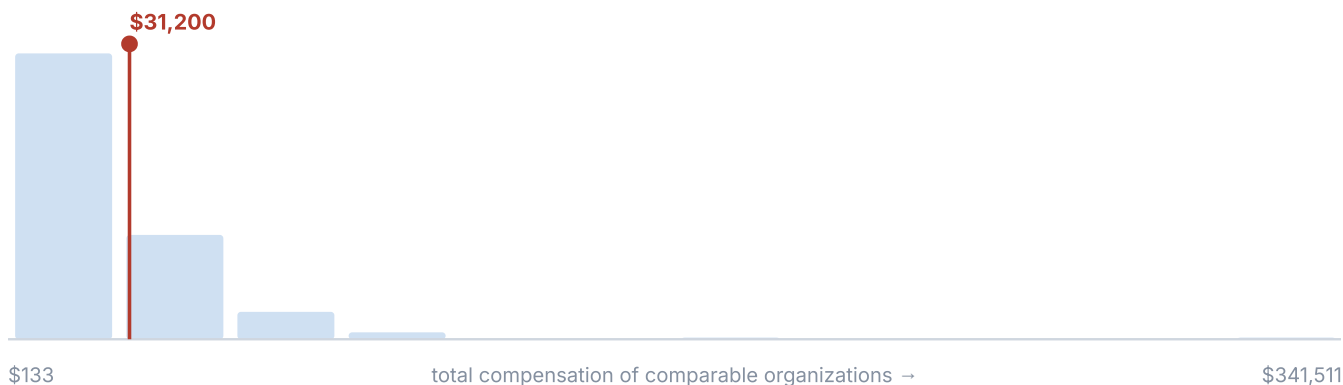 $31,200
$133 total compensation of comparable organizations → $341,511